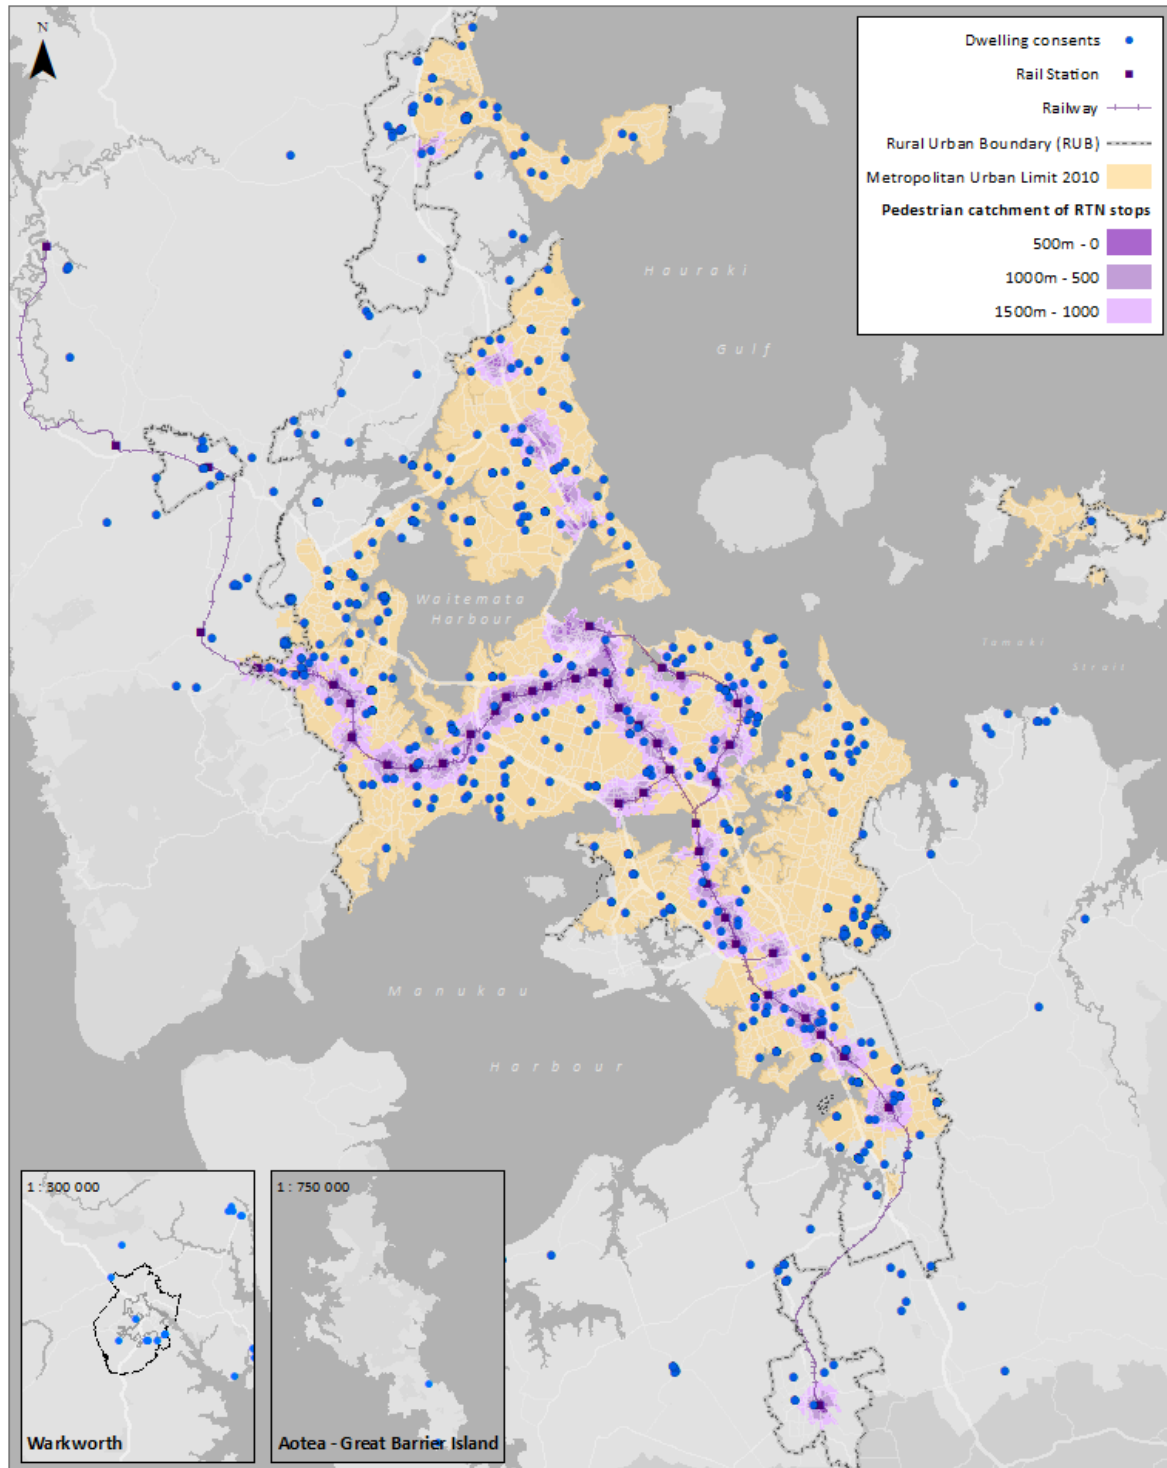 N
Dwelling consents
Rail Station
Railway
Rural Urban Boundary (RUB)
Metropolitan Urban Limit 2010
Pedestrian catchment of RTN stops
500m - 0
1000m - 500
1500m - 1000
Hauraki
Gulf
Waitemata
Harbour
Tamaki
Strait
Manukau
Harbour
1 : 300 000
Warkworth
1 : 750 000
Aotea - Great Barrier Island